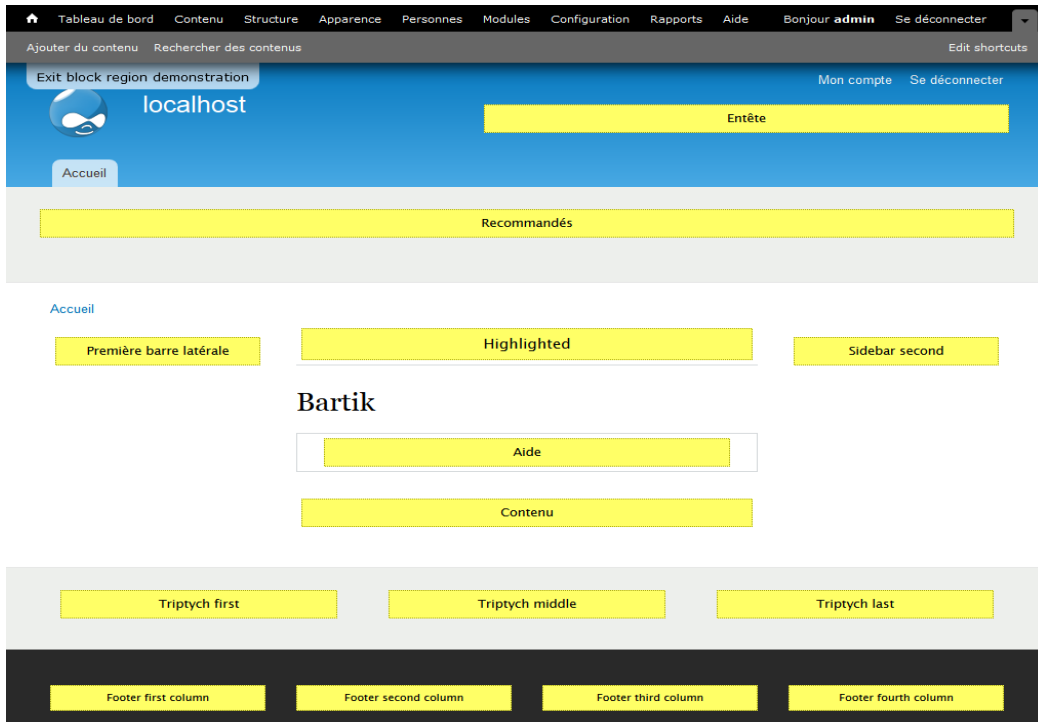 Tableau de bord Contenu Structure Apparence Personnes Modules Configuration Rapports Aide Bonjour admin Se déconnecter
Ajouter du contenu Rechercher des contenus Edit shortcuts
Exit block region demonstration Mon compte Se déconnecter
localhost
Entête
Accueil
Recommandés
Accueil
Première barre latérale Highlighted Sidebar second
Bartik
Aide
Contenu
Triptych first Triptych middle Triptych last
Footer first column Footer second column Footer third column Footer fourth column